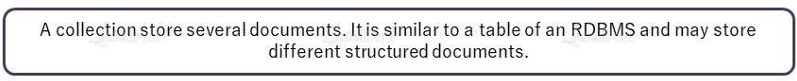 A collection store several documents. It is similar to a table of an RDBMS and may store
different structured documents.